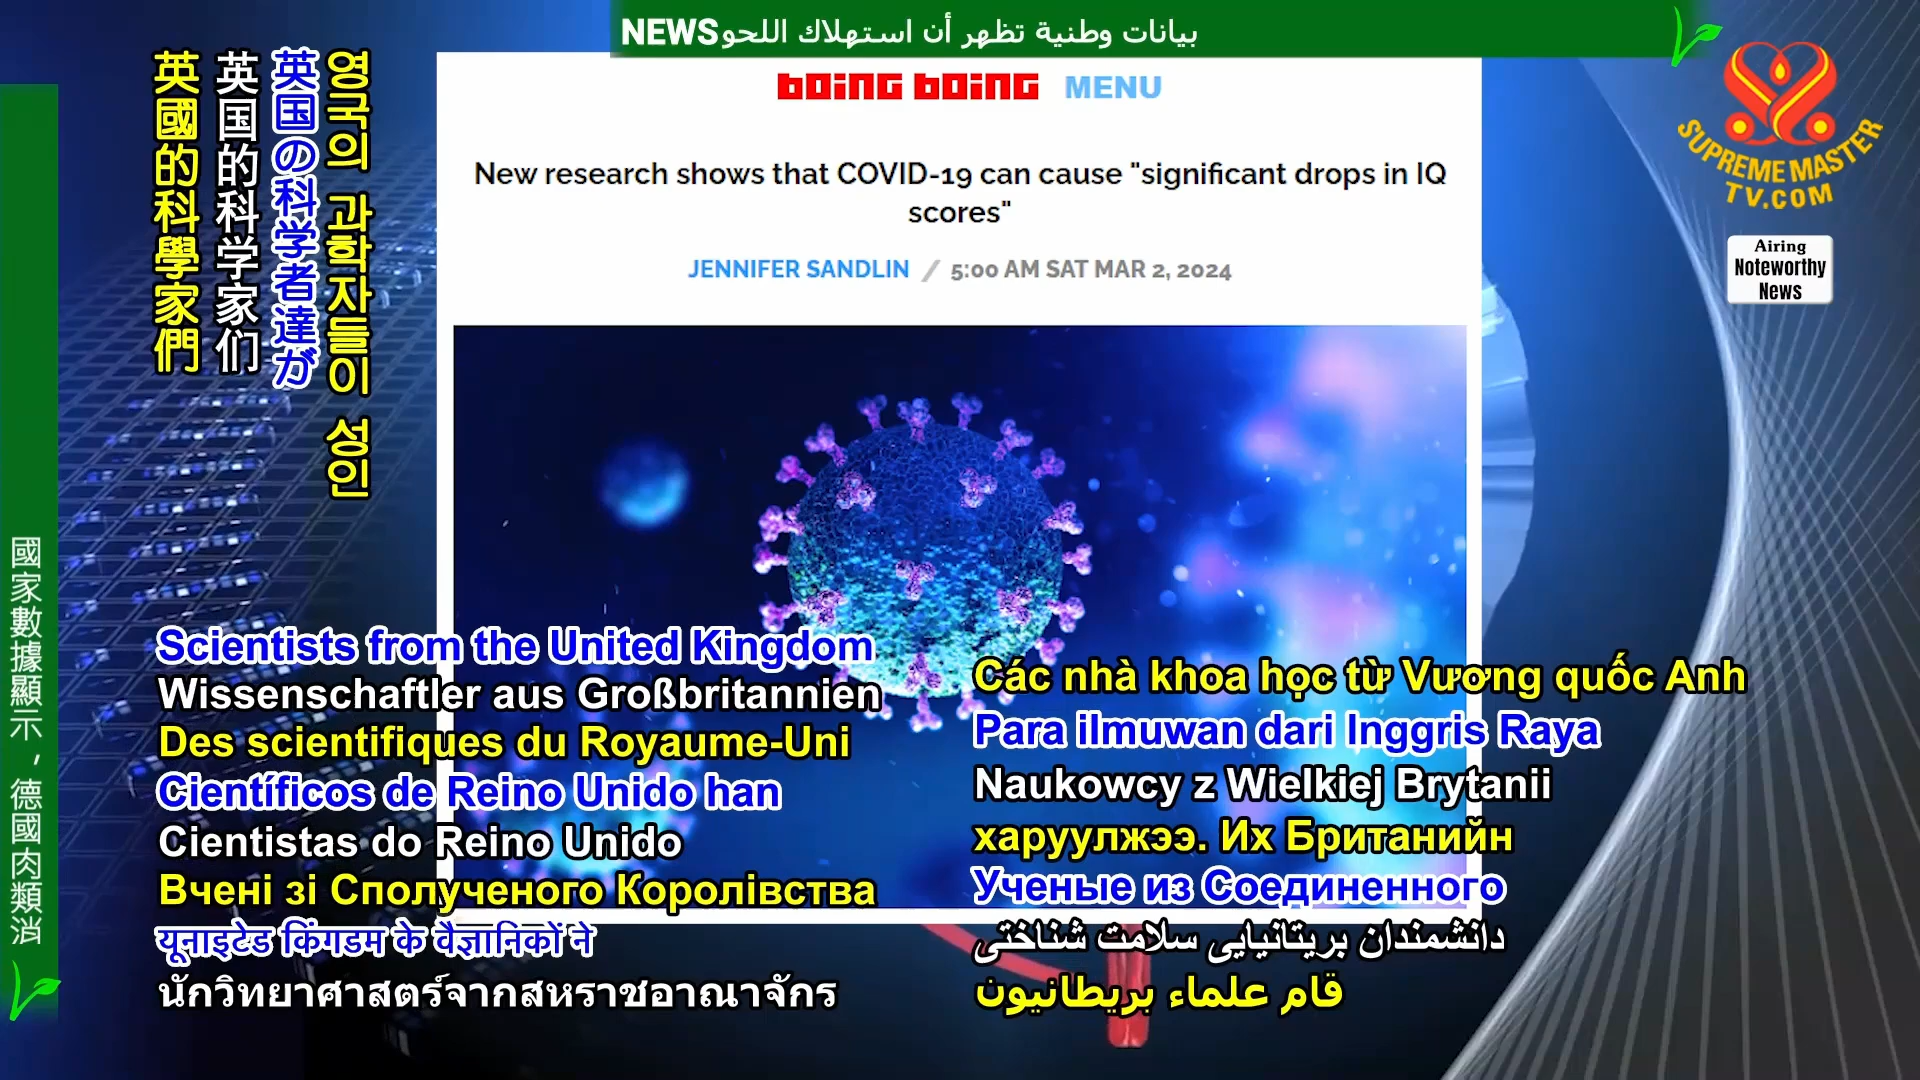 NEWSبيانات وطنية تظهر أن استهلاك اللحو
boing boing MENU
New research shows that COVID-19 can cause "significant drops in IQ
scores"
JENNIFER SANDLIN / 5:00 AM SAT MAR 2, 2024
SUPREME MASTER
TV.COM
Airing
Noteworthy
News
영국의 과학자들이 성인
英国の科学者達が
英国的科学家们
英國的科學家們
國家數據顯示，德國肉類消
Scientists from the United Kingdom
Wissenschaftler aus Großbritannien
Des scientifiques du Royaume-Uni
Científicos de Reino Unido han
Cientistas do Reino Unido
Вчені зі Сполученого Королівства
यूनाइटेड किंगडम के वैज्ञानिकों ने
นักวิทยาศาสตร์จากสหราชอาณาจักร
Các nhà khoa học từ Vương quốc Anh
Para ilmuwan dari Inggris Raya
Naukowcy z Wielkiej Brytanii
харуулжээ. Их Британийн
Ученые из Соединенного
دانشمندان بریتانیایی سلامت شناختی
قام علماء بريطانيون